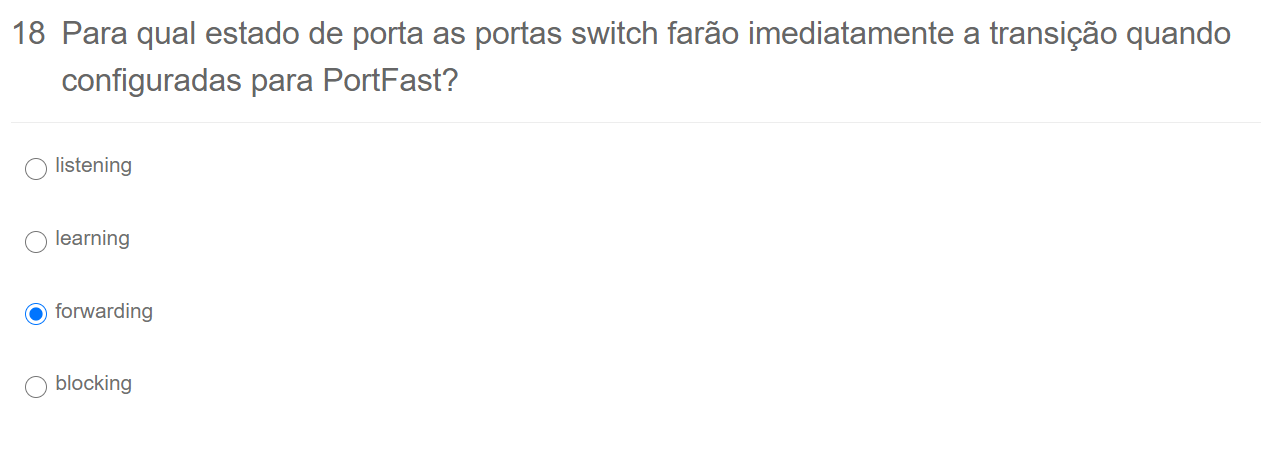 18 Para qual estado de porta as portas switch farão imediatamente a transição quando
configuradas para PortFast?
listening
learning
forwarding
blocking